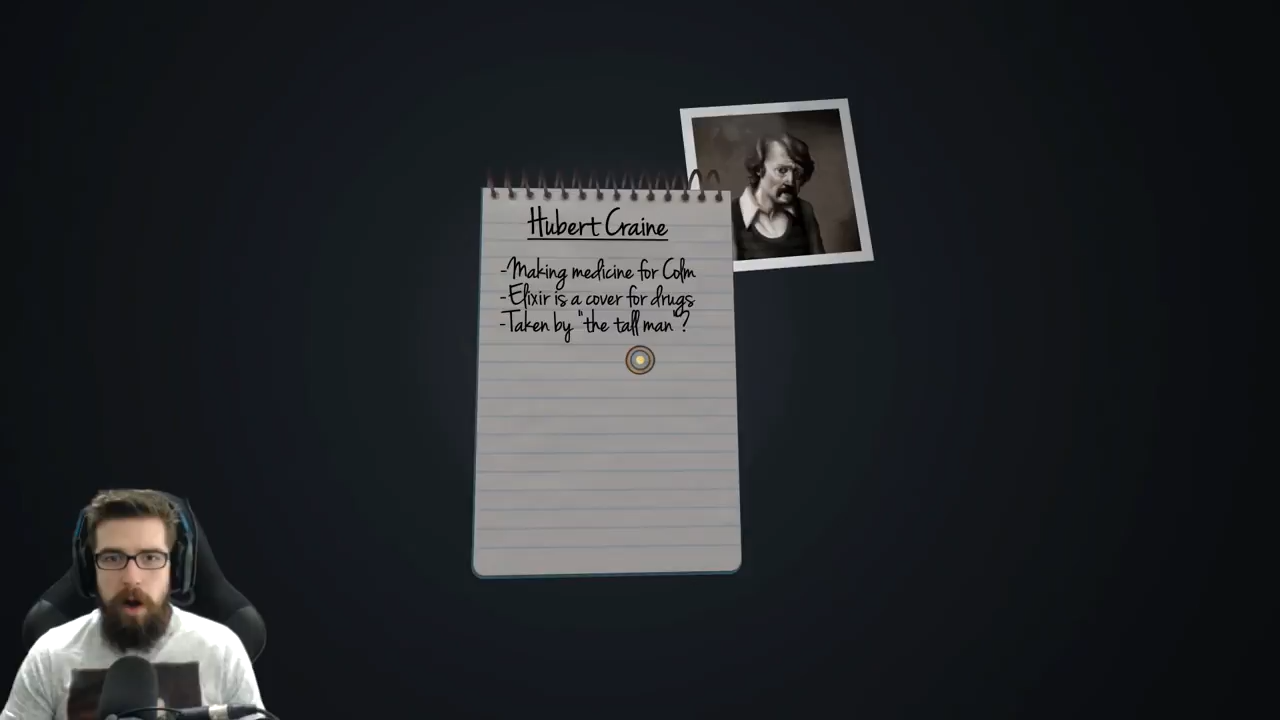 Hubert Craine
-Making medicine for Colm
-Elixir is a cover for drugs
-Taken by "the tall man"?